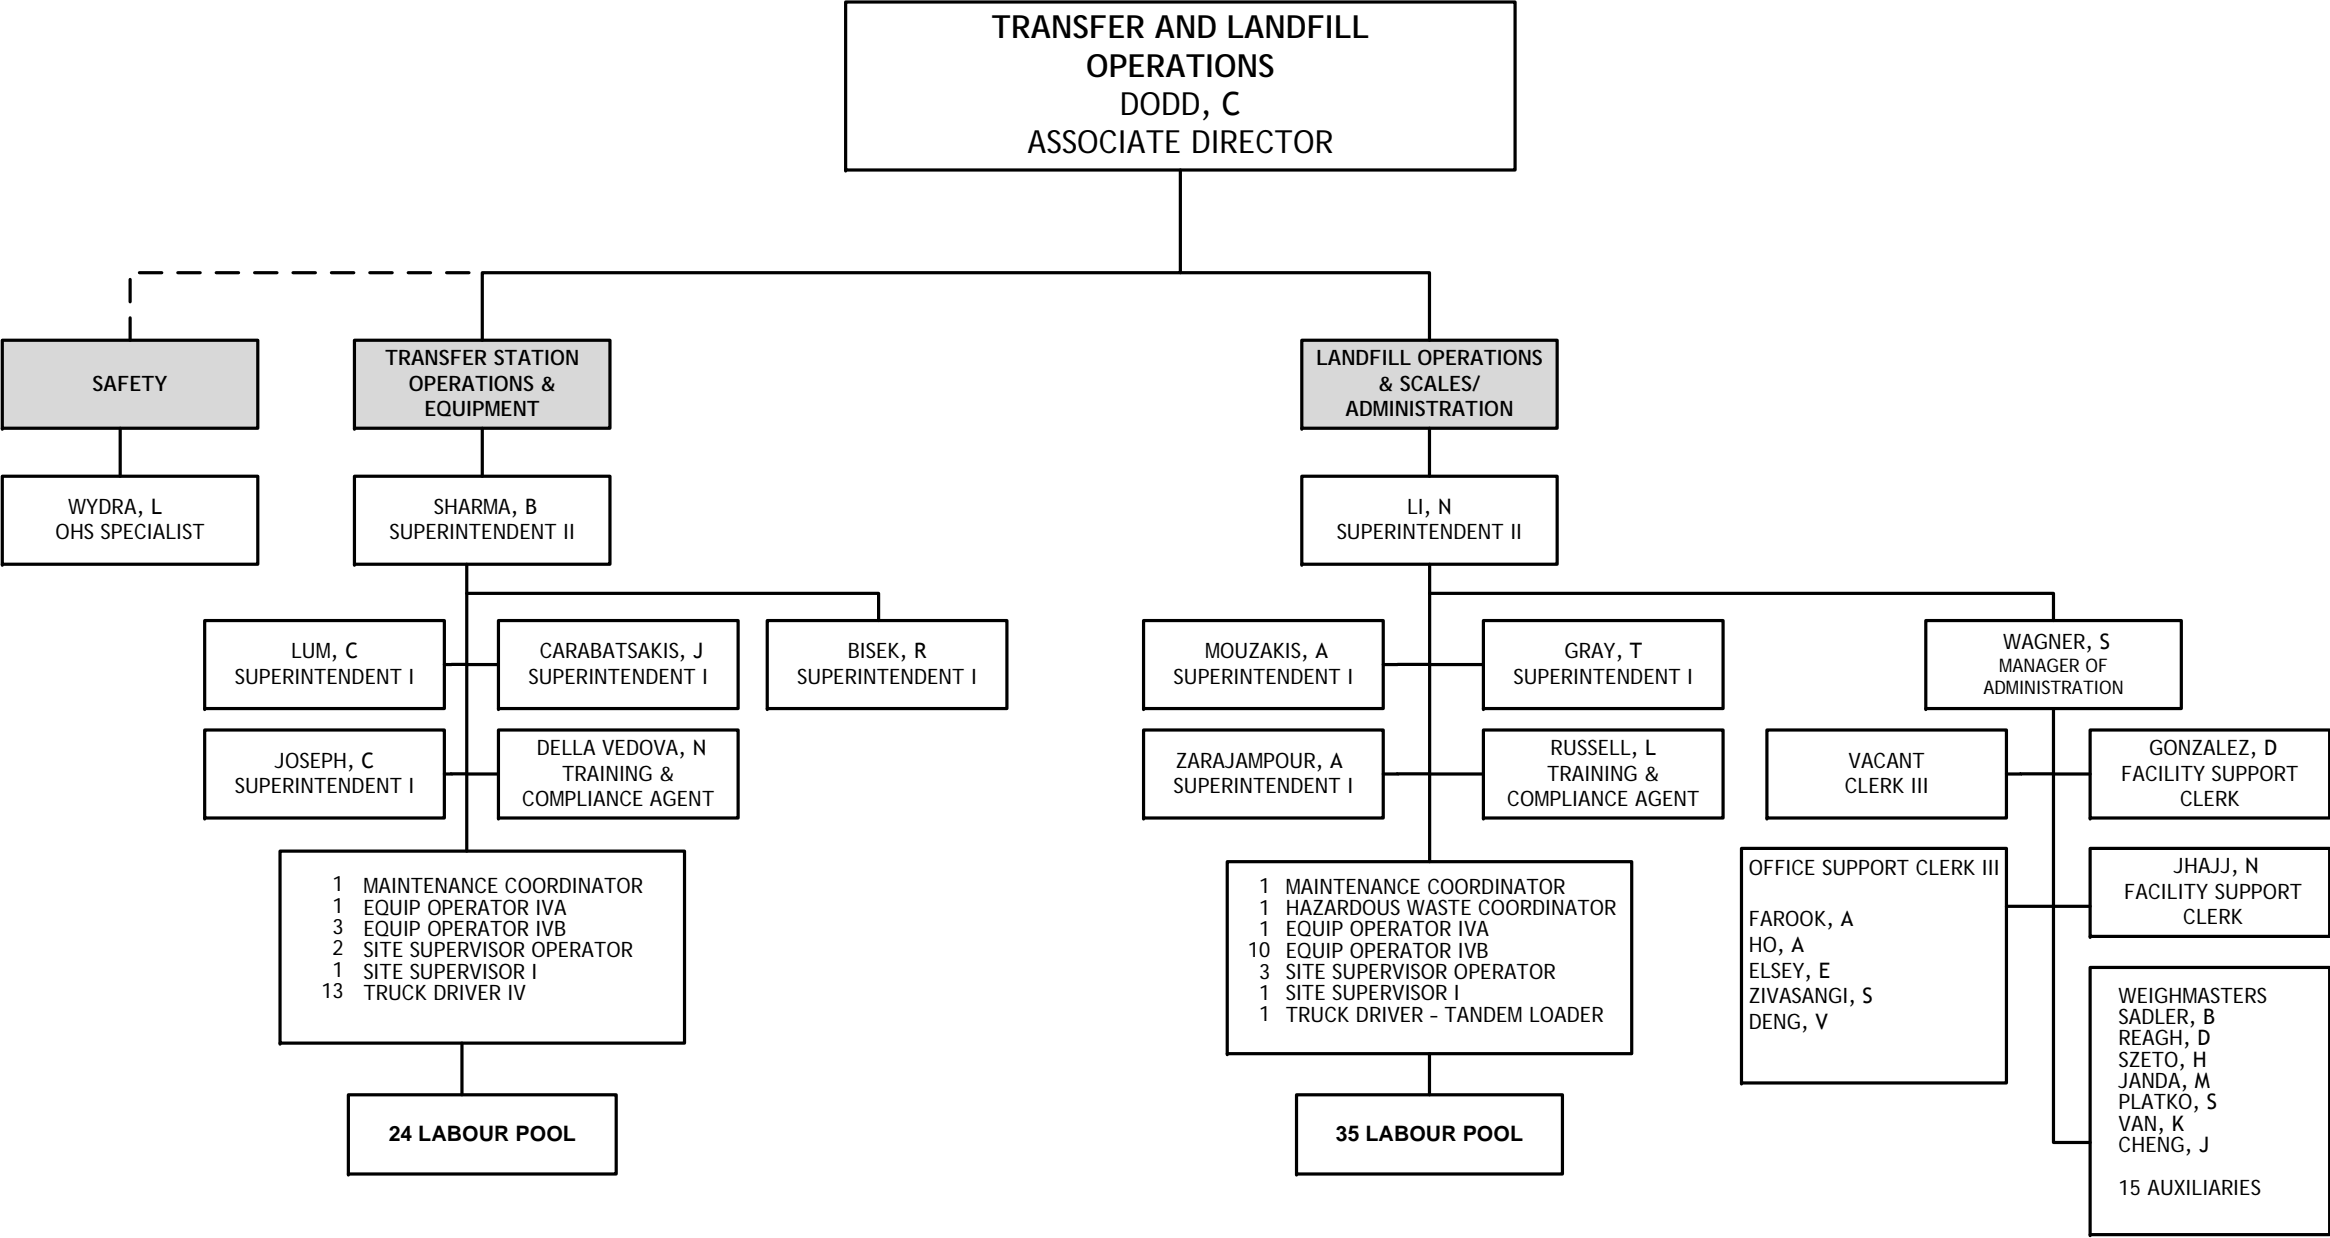 TRANSFER AND LANDFILL
OPERATIONS
DODD, C
ASSOCIATE DIRECTOR
SAFETY
TRANSFER STATION
OPERATIONS &
EQUIPMENT
LANDFILL OPERATIONS
& SCALES/
ADMINISTRATION
WYDRA, L
OHS SPECIALIST
SHARMA, B
SUPERINTENDENT II
LI, N
SUPERINTENDENT II
LUM, C
SUPERINTENDENT I
CARABATSAKIS, J
SUPERINTENDENT I
BISEK, R
SUPERINTENDENT I
MOUZAKIS, A
SUPERINTENDENT I
GRAY, T
SUPERINTENDENT I
WAGNER, S
MANAGER OF
ADMINISTRATION
JOSEPH, C
SUPERINTENDENT I
DELLA VEDOVA, N
TRAINING &
COMPLIANCE AGENT
ZARAJAMPOUR, A
SUPERINTENDENT I
RUSSELL, L
TRAINING &
COMPLIANCE AGENT
VACANT
CLERK III
GONZALEZ, D
FACILITY SUPPORT
CLERK
1 MAINTENANCE COORDINATOR
1 EQUIP OPERATOR IVA
3 EQUIP OPERATOR IVB
2 SITE SUPERVISOR OPERATOR
1 SITE SUPERVISOR I
13 TRUCK DRIVER IV
1 MAINTENANCE COORDINATOR
1 HAZARDOUS WASTE COORDINATOR
1 EQUIP OPERATOR IVA
10 EQUIP OPERATOR IVB
3 SITE SUPERVISOR OPERATOR
1 SITE SUPERVISOR I
1 TRUCK DRIVER – TANDEM LOADER
OFFICE SUPPORT CLERK III
FAROOK, A
HO, A
ELSEY, E
ZIVASANGI, S
DENG, V
JHAJJ, N
FACILITY SUPPORT
CLERK
WEIGHMASTERS
SADLER, B
REAGH, D
SZETO, H
JANDA, M
PLATKO, S
VAN, K
CHENG, J
15 AUXILIARIES
24 LABOUR POOL
35 LABOUR POOL